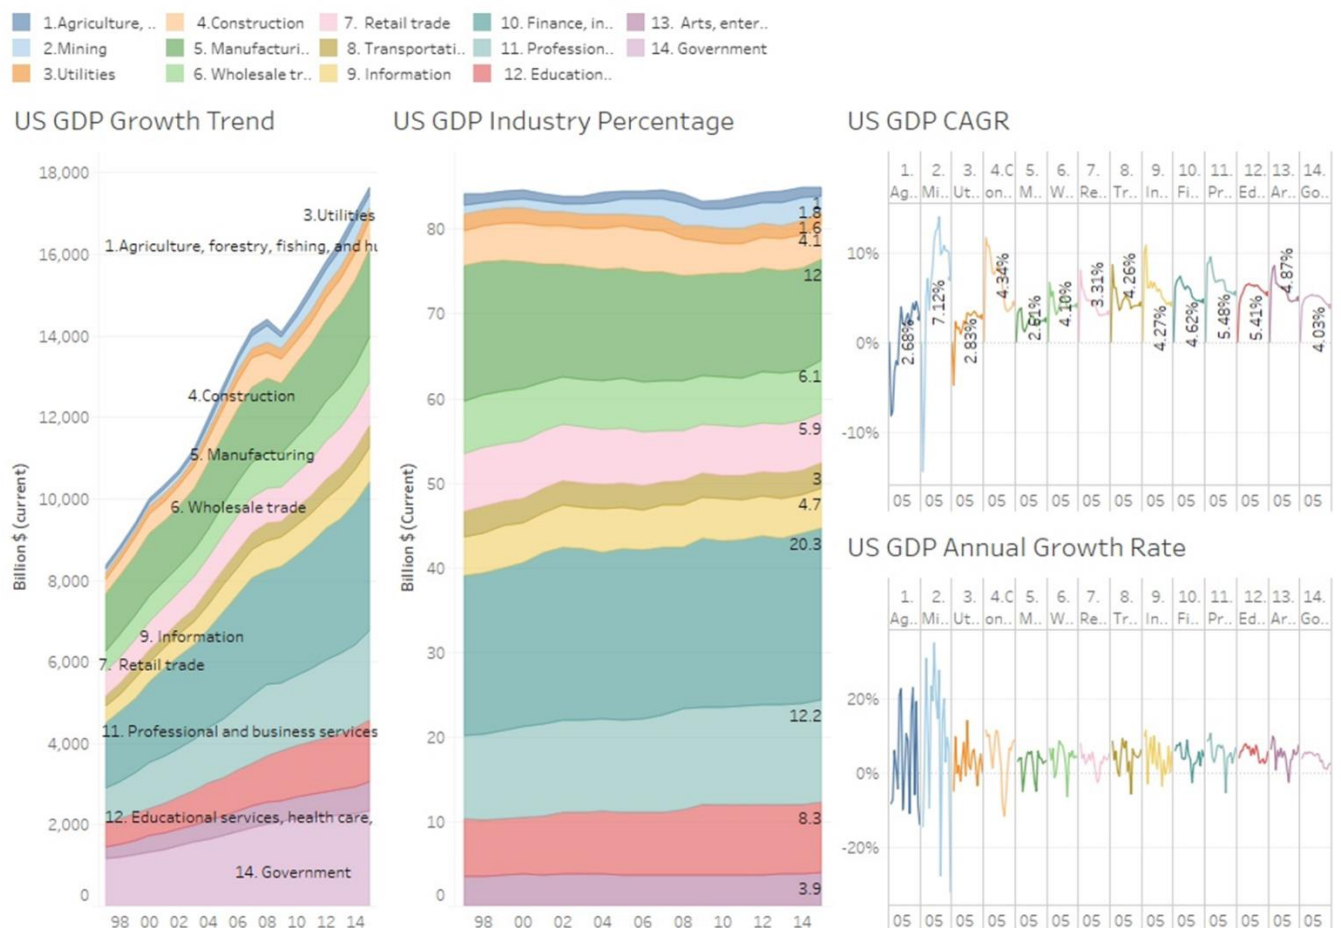 1.Agriculture, .. 4.Construction 7. Retail trade 10. Finance, in.. 13. Arts, enter..
2.Mining 5. Manufacturi.. 8. Transportati.. 11. Profession.. 14. Government
3.Utilities 6. Wholesale tr.. 9. Information 12. Education..
US GDP Growth Trend
18,000
16,000
14,000
12,000
10,000
8,000
6,000
4,000
2,000
0
Billion $ (current)
3.Utilities
1.Agriculture, forestry, fishing, and hu
4.Construction
5. Manufacturing
6. Wholesale trade
9. Information
7. Retail trade
11. Professional and business services
12. Educational services, health care,
14. Government
98 00 02 04 06 08 10 12 14
US GDP Industry Percentage
80
70
60
50
40
30
20
10
0
Billion $ (Current)
1
1.8
1.6
4.1
12
6.1
5.9
3
4.7
20.3
12.2
8.3
3.9
98 00 02 04 06 08 10 12 14
US GDP CAGR
1. 2. 3. 4.C 5. 6. 7. 8. 9. 10. 11. 12. 13. 14.
Ag.. Mi.. Ut.. on.. M.. W.. Re.. Tr.. In.. Fi.. Pr.. Ed.. Ar.. Go..
10%
0%
-10%
2.68% 7.12% 2.83% 4.34% 2.61% 4.10% 3.31% 4.26% 4.27% 4.62% 5.48% 5.41% 4.87% 4.03%
05 05 05 05 05 05 05 05 05 05 05 05 05 05
US GDP Annual Growth Rate
1. 2. 3. 4.C 5. 6. 7. 8. 9. 10. 11. 12. 13. 14.
Ag.. Mi.. Ut.. on.. M.. W.. Re.. Tr.. In.. Fi.. Pr.. Ed.. Ar.. Go..
20%
0%
-20%
05 05 05 05 05 05 05 05 05 05 05 05 05 05